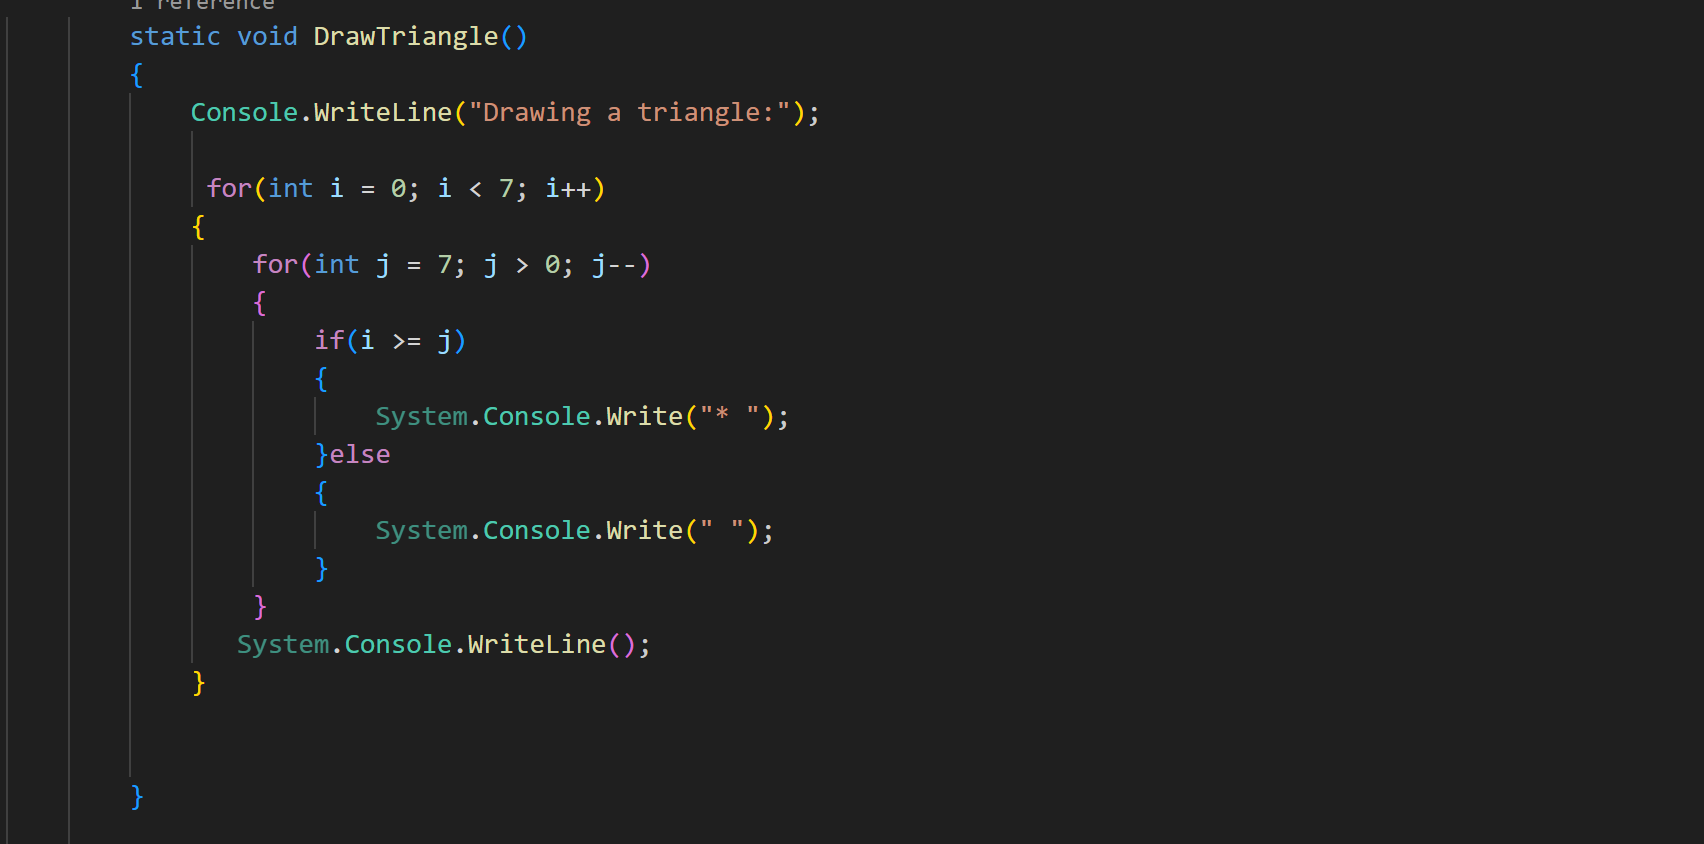 1 reference
static void DrawTriangle()
{
Console.WriteLine("Drawing a triangle:");
for(int i = 0; i < 7; i++)
{
for(int j = 7; j > 0; j--)
{
if(i >= j)
{
System.Console.Write("* ");
}else
{
System.Console.Write(" ");
}
}
System.Console.WriteLine();
}
}